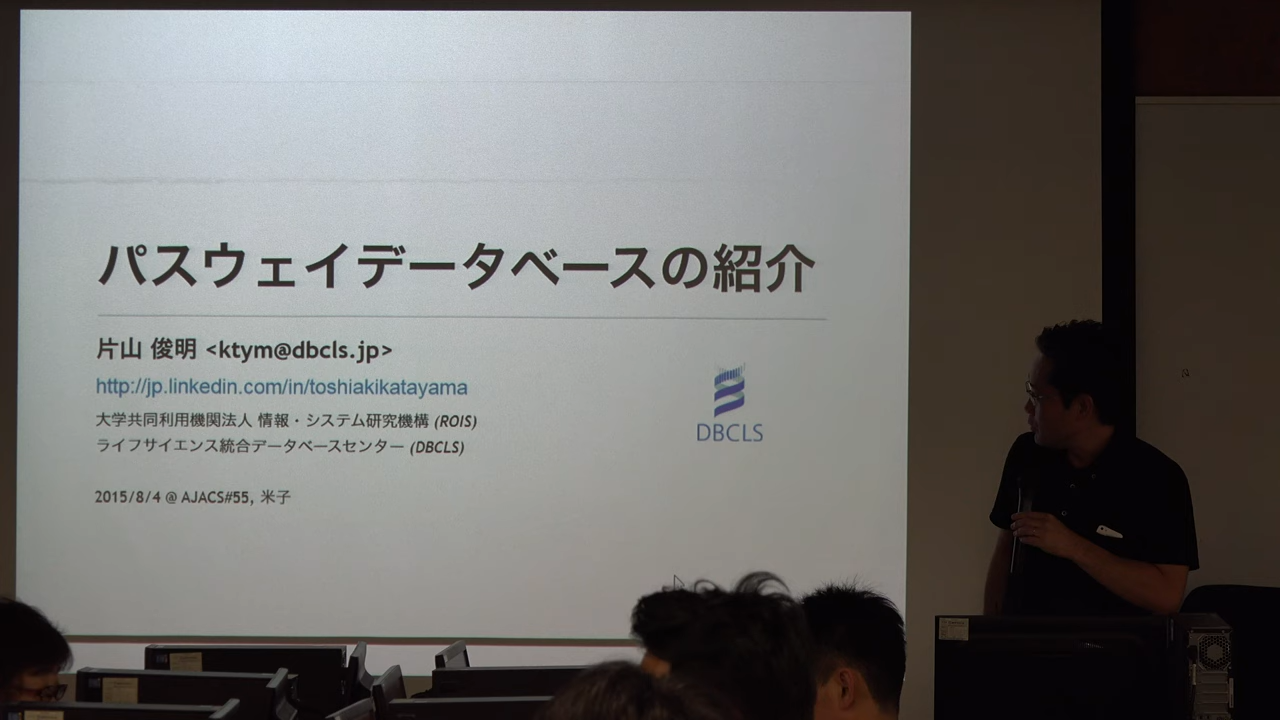 パスウェイデータベースの紹介
片山 俊明 <ktym@dbcls.jp>
http://jp.linkedin.com/in/toshiakikatayama
大学共同利用機関法人 情報・システム研究機構 (ROIS)
ライフサイエンス統合データベースセンター (DBCLS)
DBCLS
2015/8/4 @ AJACS#55, 米子